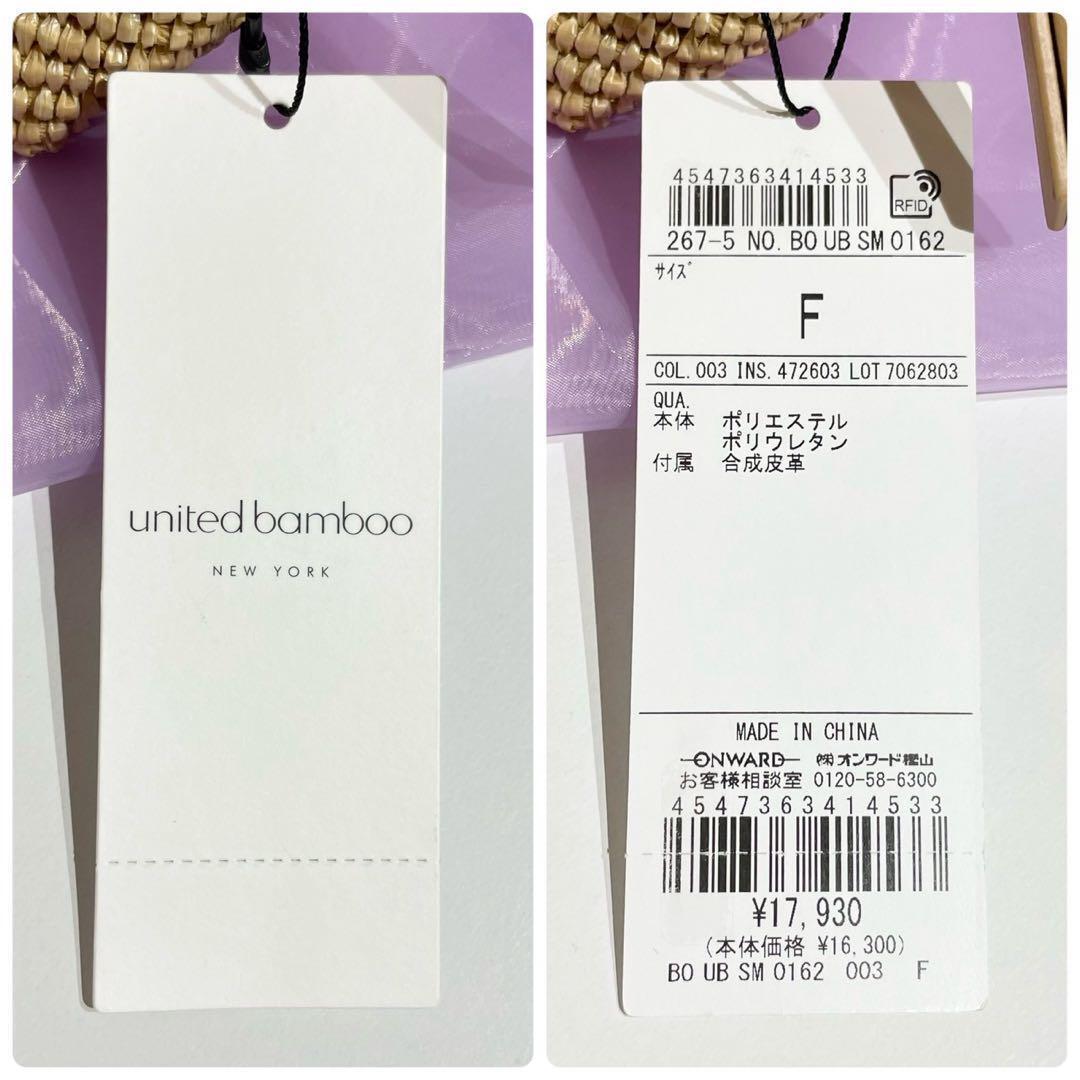 united bamboo
NEW YORK
4547363414533
RFID
267-5 NO. BO UB SM 0162
サイズ
F
COL. 003 INS. 472603 LOT 7062803
QUA.
本体 ポリエステル
ポリウレタン
付属 合成皮革
MADE IN CHINA
ONWARD ㈱オンワード樫山
お客様相談室 0120-58-6300
4547363414533
¥17,930
(本体価格 ¥16,300)
BO UB SM 0162 003 F